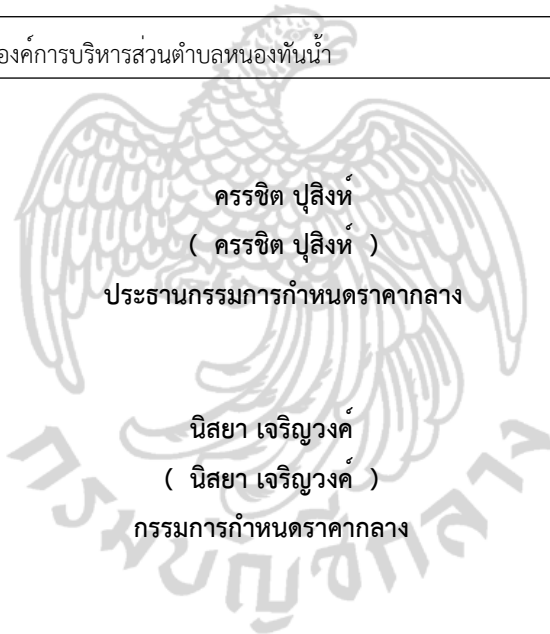 องค์การบริหารส่วนตำบลหนองทันน้ำ
ครรชิต ปุสิงห์
( ครรชิต ปุสิงห์ )
ประธานกรรมการกำหนดราคากลาง
นิสยา เจริญวงค์
( นิสยา เจริญวงค์ )
กรรมการกำหนดราคากลาง
กรมบัญชีกลาง